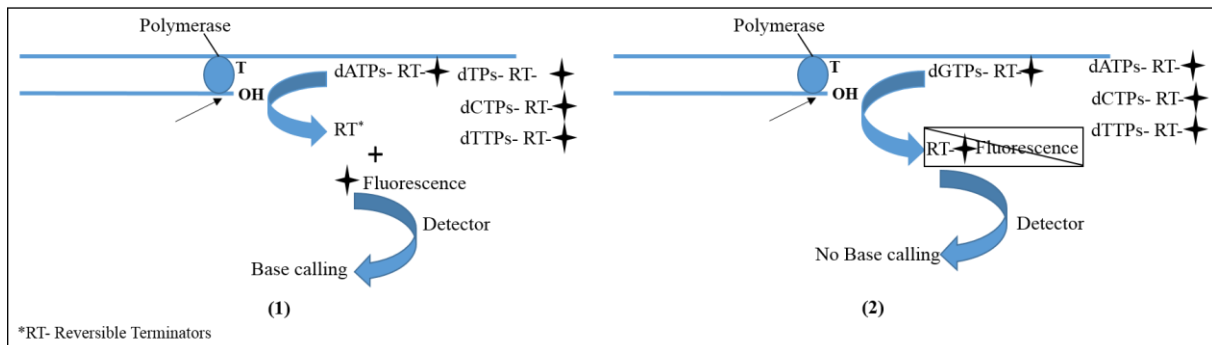 Polymerase
T
dATPs- RT-
dTPs- RT-
OH
dCTPs- RT-
RT*
dTTPs- RT-
+
Fluorescence
Detector
Base calling
(1)
*RT- Reversible Terminators
Polymerase
T
dGTPs- RT-
dATPs- RT-
OH
dCTPs- RT-
dTTPs- RT-
RT- Fluorescence
Detector
No Base calling
(2)